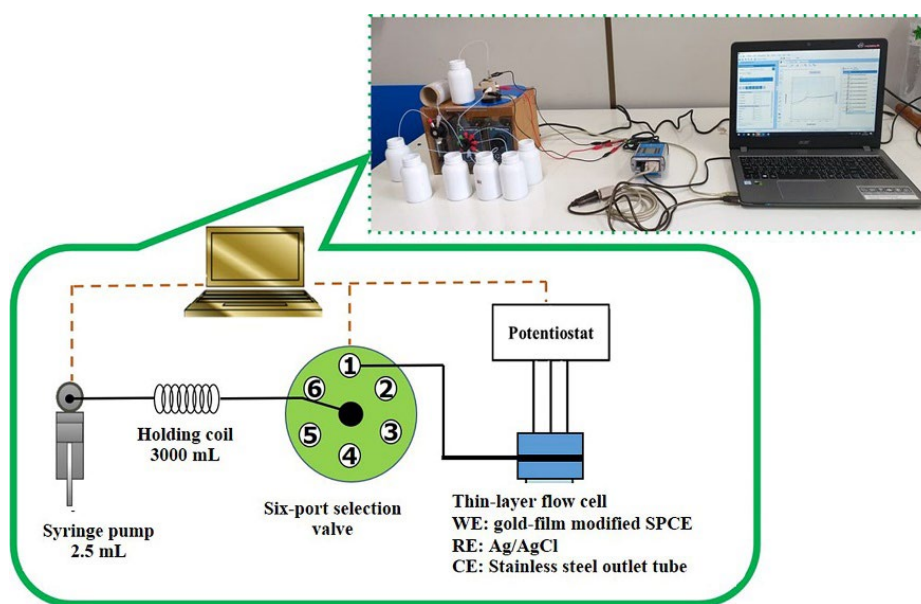 Potentiostat
1
2
3
4
5
6
Holding coil
3000 mL
Syringe pump
2.5 mL
Six-port selection
valve
Thin-layer flow cell
WE: gold-film modified SPCE
RE: Ag/AgCl
CE: Stainless steel outlet tube
acer